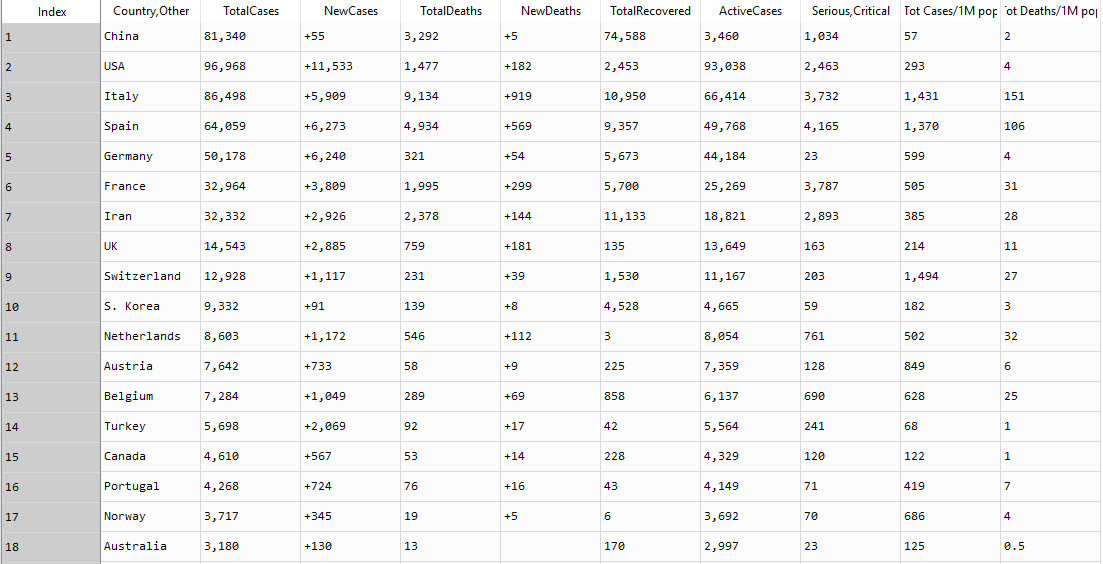 Index Country,Other TotalCases NewCases TotalDeaths NewDeaths TotalRecovered ActiveCases Serious,Critical Tot Cases/1M pop Tot Deaths/1M pop
1 China 81,340 +55 3,292 +5 74,588 3,460 1,034 57 2
2 USA 96,968 +11,533 1,477 +182 2,453 93,038 2,463 293 4
3 Italy 86,498 +5,909 9,134 +919 10,950 66,414 3,732 1,431 151
4 Spain 64,059 +6,273 4,934 +569 9,357 49,768 4,165 1,370 106
5 Germany 50,178 +6,240 321 +54 5,673 44,184 23 599 4
6 France 32,964 +3,809 1,995 +299 5,700 25,269 3,787 505 31
7 Iran 32,332 +2,926 2,378 +144 11,133 18,821 2,893 385 28
8 UK 14,543 +2,885 759 +181 135 13,649 163 214 11
9 Switzerland 12,928 +1,117 231 +39 1,530 11,167 203 1,494 27
10 S. Korea 9,332 +91 139 +8 4,528 4,665 59 182 3
11 Netherlands 8,603 +1,172 546 +112 3 8,054 761 502 32
12 Austria 7,642 +733 58 +9 225 7,359 128 849 6
13 Belgium 7,284 +1,049 289 +69 858 6,137 690 628 25
14 Turkey 5,698 +2,069 92 +17 42 5,564 241 68 1
15 Canada 4,610 +567 53 +14 228 4,329 120 122 1
16 Portugal 4,268 +724 76 +16 43 4,149 71 419 7
17 Norway 3,717 +345 19 +5 6 3,692 70 686 4
18 Australia 3,180 +130 13 170 2,997 23 125 0.5